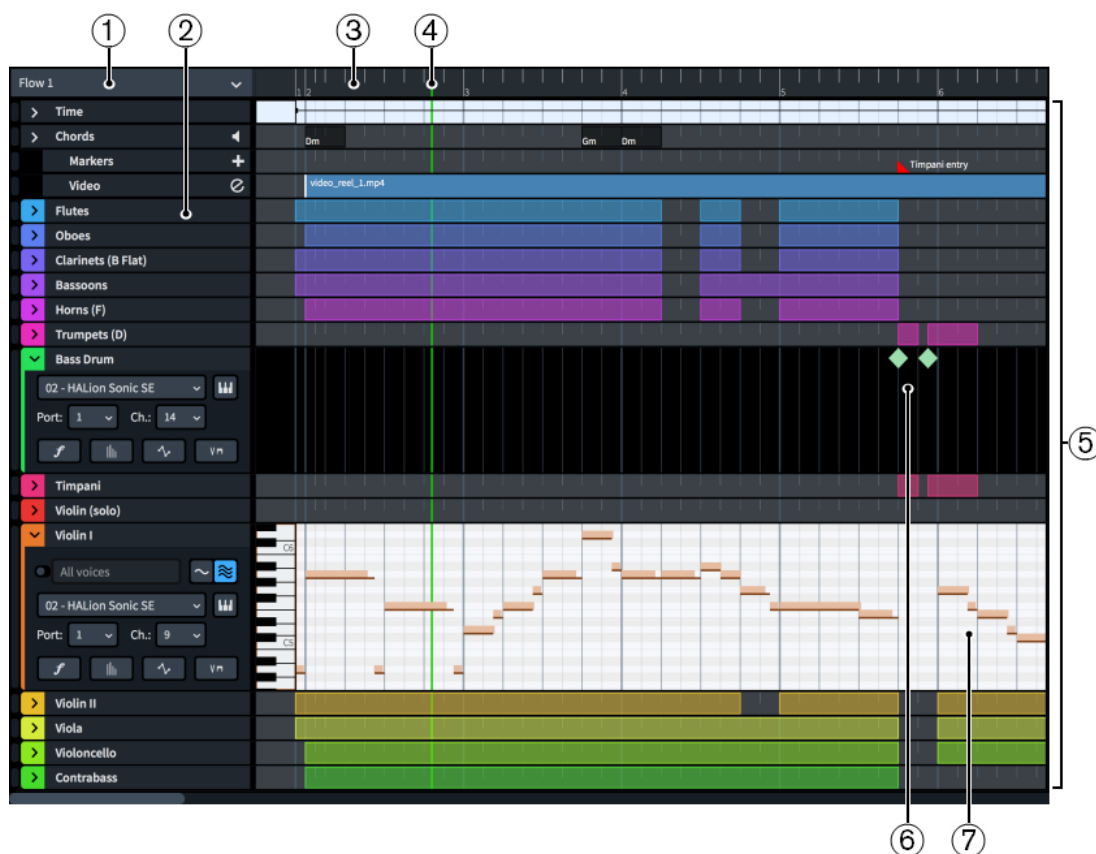 1 2 3 4
Flow 1
1 2 3 4 5 6
Time
Chords Dm Gm Dm
Markers Timpani entry
Video video_reel_1.mp4
Flutes
Oboes
Clarinets (B Flat)
Bassoons
Horns (F)
Trumpets (D)
Bass Drum
02 - HALion Sonic SE
Port: 1 Ch.: 14
5
Timpani
Violin (solo)
Violin I
C6
All voices
02 - HALion Sonic SE
Port: 1 Ch.: 9
C5
Violin II
Viola
Violoncello
Contrabass
6 7